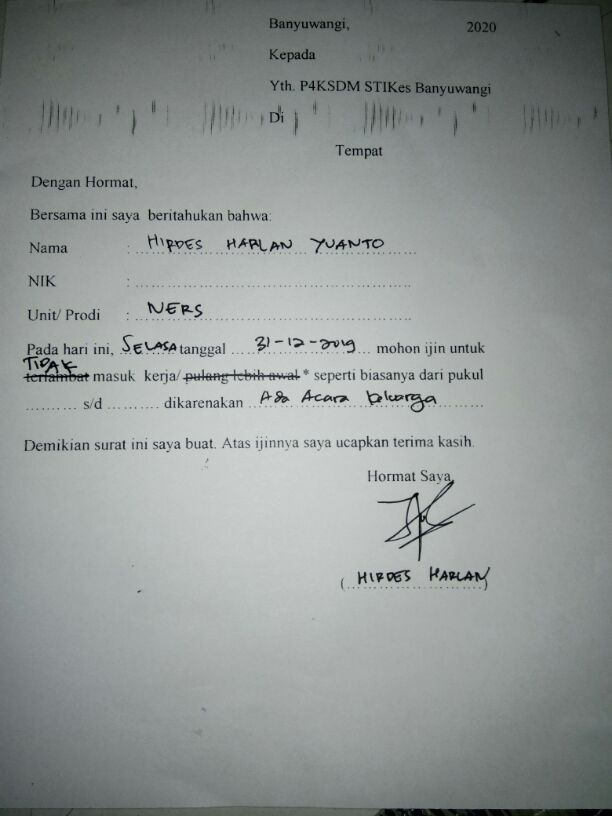 Banyuwangi, 2020
Kepada
Yth. P4KSDM STIKes Banyuwangi
Di
Tempat
Dengan Hormat,
Bersama ini saya beritahukan bahwa:
Nama : HIRDES HARLAN YUANTO
NIK : ........................................
Unit/ Prodi : NERS
Pada hari ini, SELASA tanggal 31-12-2019 mohon ijin untuk
TIDAK
terlambat masuk kerja/ pulang lebih awal * seperti biasanya dari pukul
.......... s/d .......... dikarenakan Ada Acara keluarga
Demikian surat ini saya buat. Atas ijinnya saya ucapkan terima kasih.
Hormat Saya
(HIRDES HARLAN)